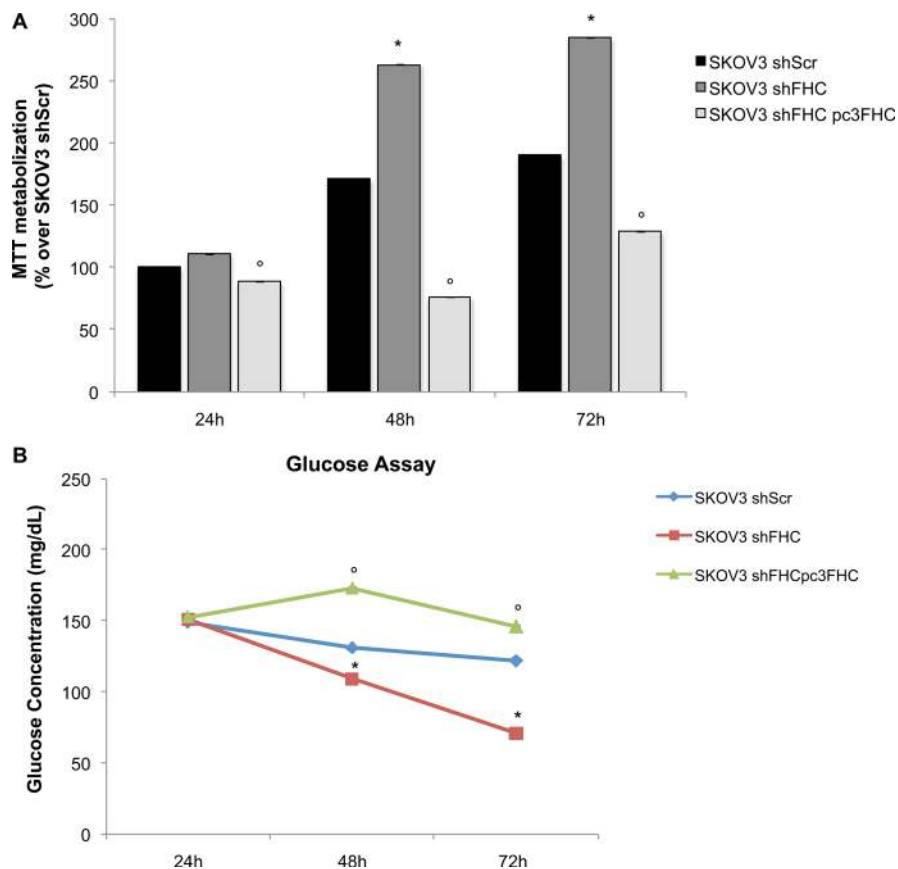 A
MTT metabolization
(% over SKOV3 shScr)
300
250
200
150
100
50
0
*
*
°
°
°
24h
48h
72h
SKOV3 shScr
SKOV3 shFHC
SKOV3 shFHC pc3FHC
B
Glucose Assay
Glucose Concentration (mg/dL)
250
200
150
100
50
0
°
°
*
*
24h
48h
72h
SKOV3 shScr
SKOV3 shFHC
SKOV3 shFHCpc3FHC